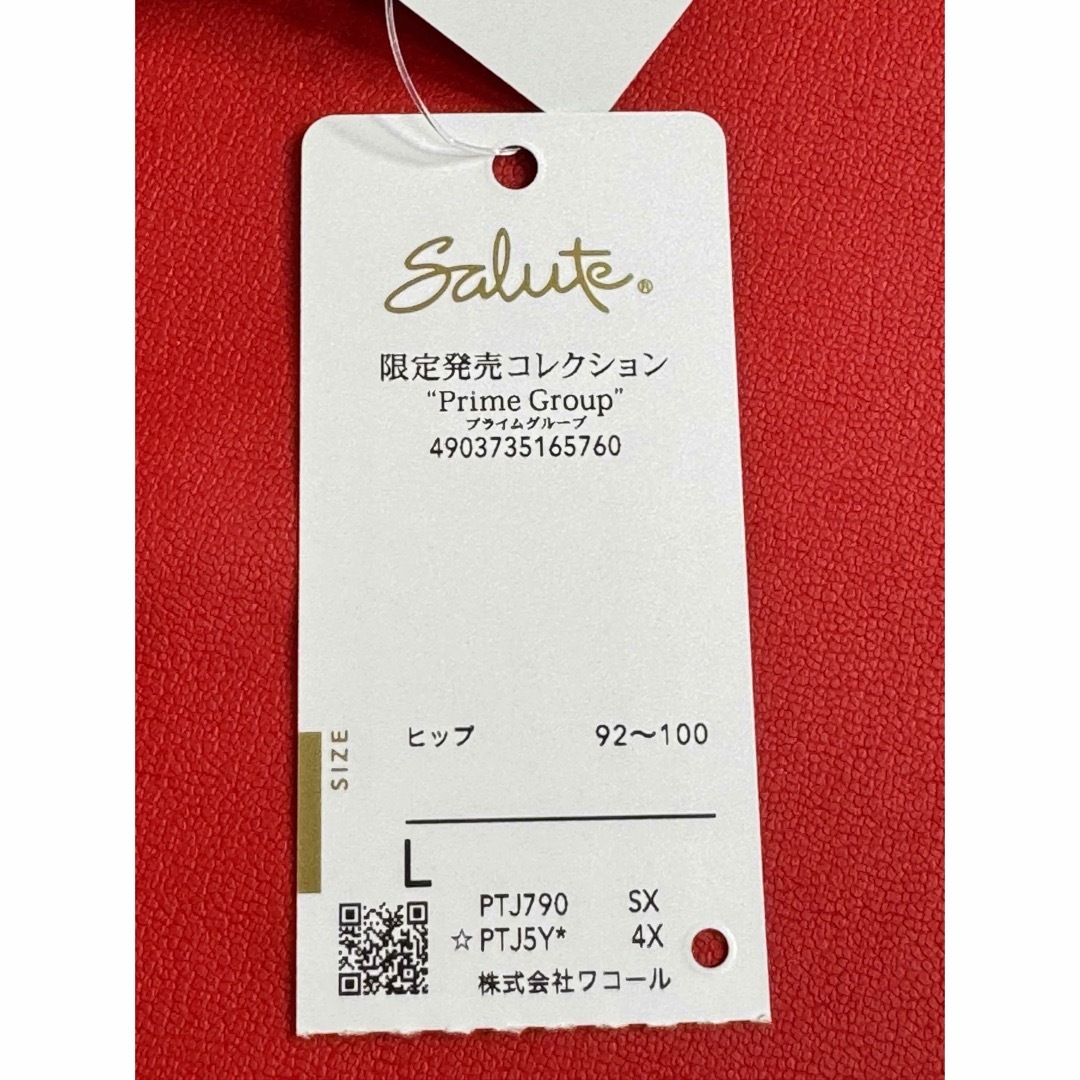 Salute®
限定発売コレクション
“Prime Group”
プライムグループ
4903735165760
SIZE
ヒップ 92〜100
L
PTJ790 SX
☆PTJ5Y* 4X
株式会社ワコール